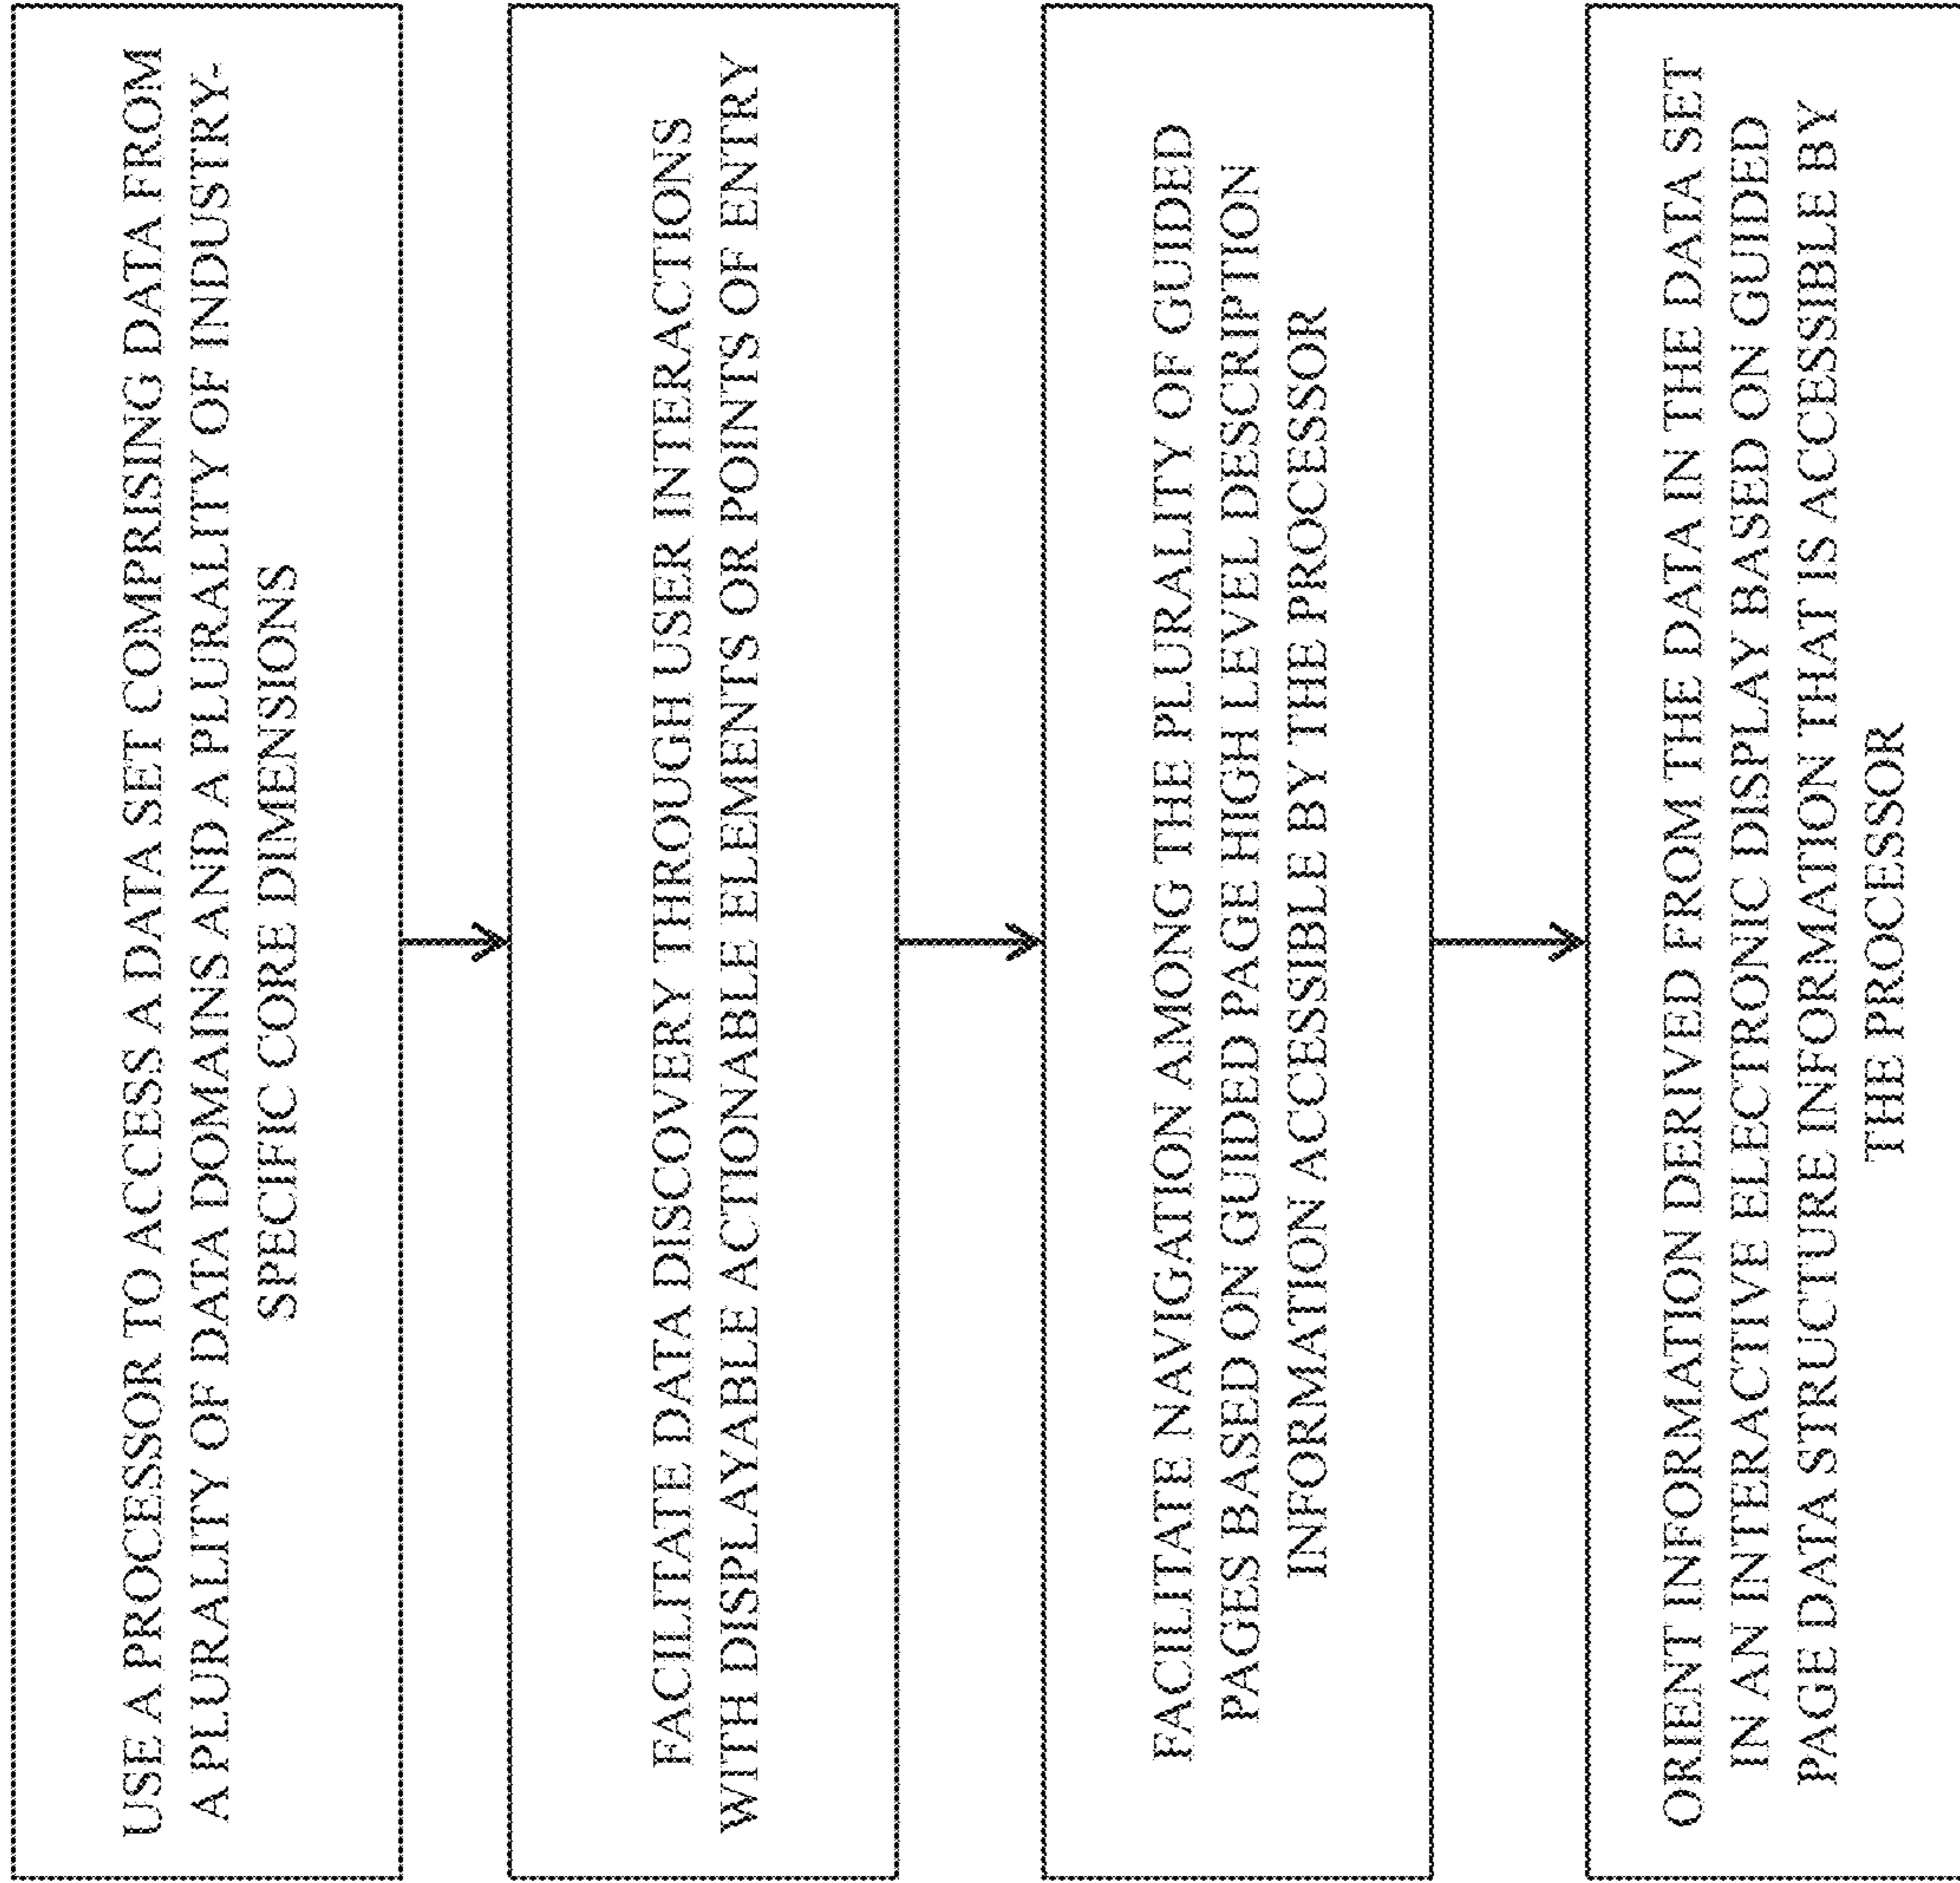 USE A PROCESSOR TO ACCESS A DATA SET COMPRISING DATA FROM
A PLURALITY OF DATA DOMAINS AND A PLURALITY OF INDUSTRY-
SPECIFIC CORE DIMENSIONS
FACILITATE DATA DISCOVERY THROUGH USER INTERACTIONS
WITH DISPLAYABLE ACTIONABLE ELEMENTS OR POINTS OF ENTRY
FACILITATE NAVIGATION AMONG THE PLURALITY OF GUIDED
PAGES BASED ON GUIDED PAGE HIGH LEVEL DESCRIPTION
INFORMATION ACCESSIBLE BY THE PROCESSOR
ORIENT INFORMATION DERIVED FROM THE DATA IN THE DATA SET
IN AN INTERACTIVE ELECTRONIC DISPLAY BASED ON GUIDED
PAGE DATA STRUCTURE INFORMATION THAT IS ACCESSIBLE BY
THE PROCESSOR